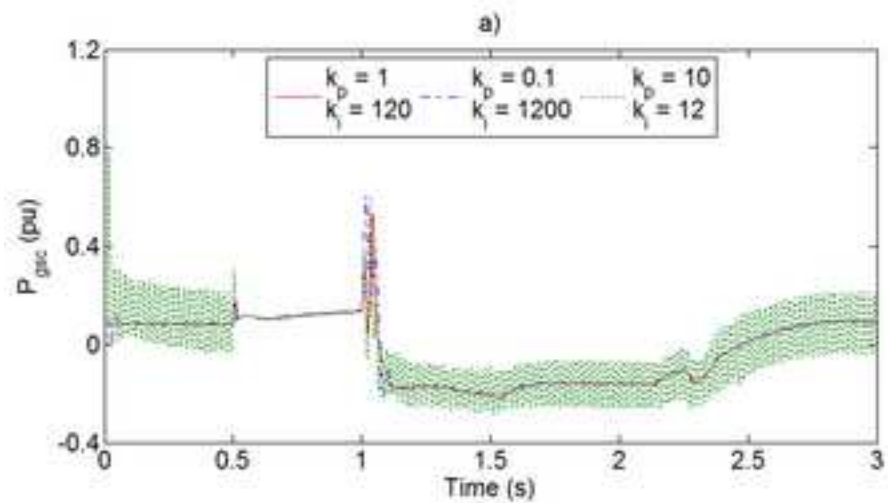 a)
1.2
0.8
0.4
0
-0.4
P_gsc (pu)
k_p = 1
k_i = 120
k_p = 0.1
k_i = 1200
k_p = 10
k_i = 12
0 0.5 1 1.5 2 2.5 3
Time (s)